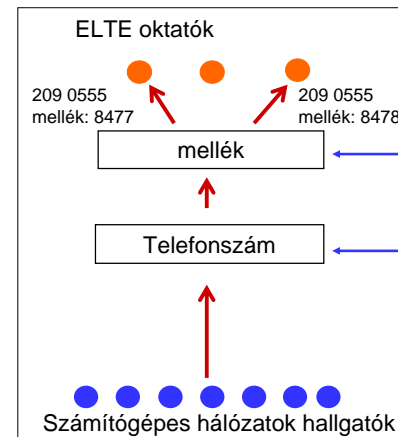 ELTE oktatók
209 0555
mellék: 8477
209 0555
mellék: 8478
mellék
Telefonszám
Számítógépes hálózatok hallgatók